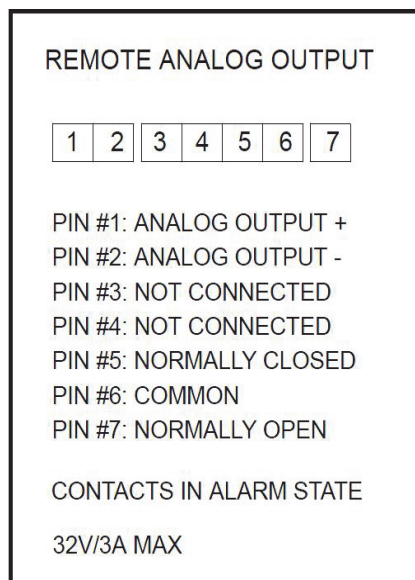 REMOTE ANALOG OUTPUT
1 2 3 4 5 6 7
PIN #1: ANALOG OUTPUT +
PIN #2: ANALOG OUTPUT -
PIN #3: NOT CONNECTED
PIN #4: NOT CONNECTED
PIN #5: NORMALLY CLOSED
PIN #6: COMMON
PIN #7: NORMALLY OPEN
CONTACTS IN ALARM STATE
32V/3A MAX